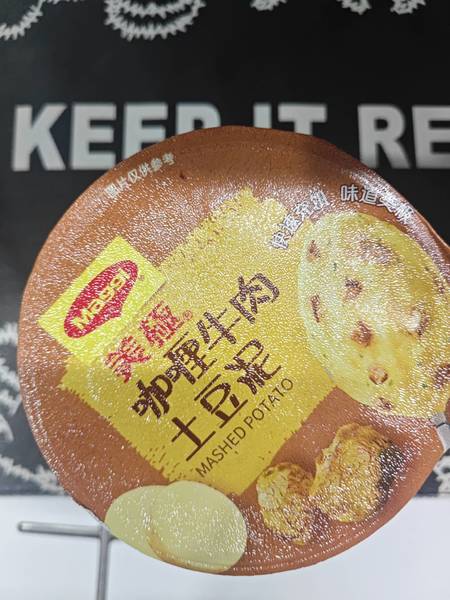 KEEP IT RE
图片仅供参考
快速充饥 味道美极
Maggi
美極®
咖喱牛肉
土豆泥
MASHED POTATO